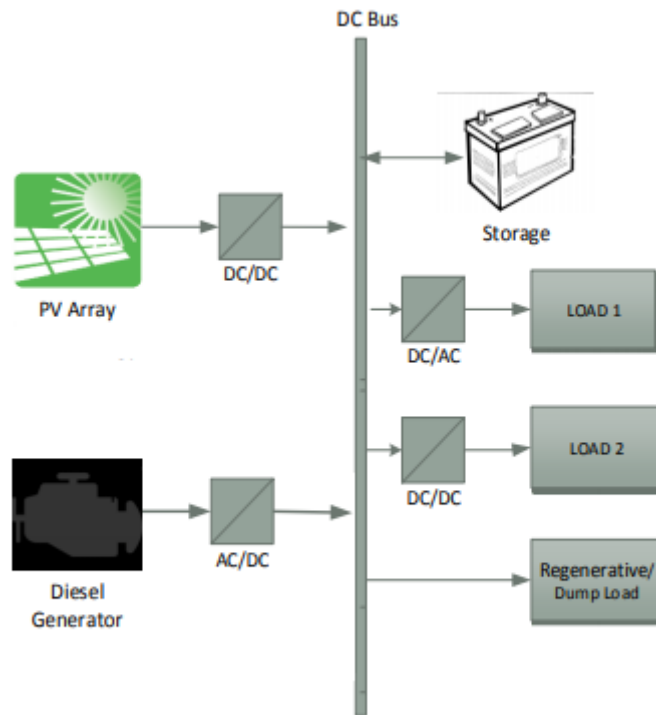 DC Bus
Storage
DC/DC
PV Array
LOAD 1
DC/AC
LOAD 2
DC/DC
AC/DC
Diesel
Generator
Regenerative/
Dump Load